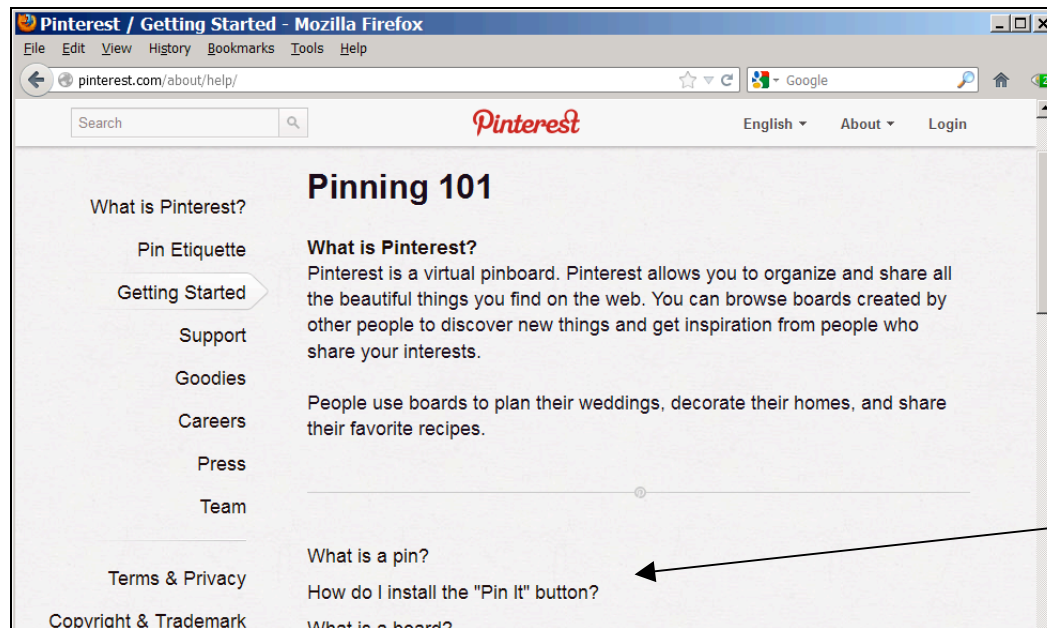 Pinterest / Getting Started - Mozilla Firefox
File Edit View History Bookmarks Tools Help
pinterest.com/about/help/
Google
Search
Pinterest
English
About
Login
What is Pinterest?
Pin Etiquette
Getting Started
Support
Goodies
Careers
Press
Team
Terms & Privacy
Copyright & Trademark
Pinning 101
What is Pinterest?
Pinterest is a virtual pinboard. Pinterest allows you to organize and share all
the beautiful things you find on the web. You can browse boards created by
other people to discover new things and get inspiration from people who
share your interests.
People use boards to plan their weddings, decorate their homes, and share
their favorite recipes.
What is a pin?
How do I install the "Pin It" button?
What is a board?